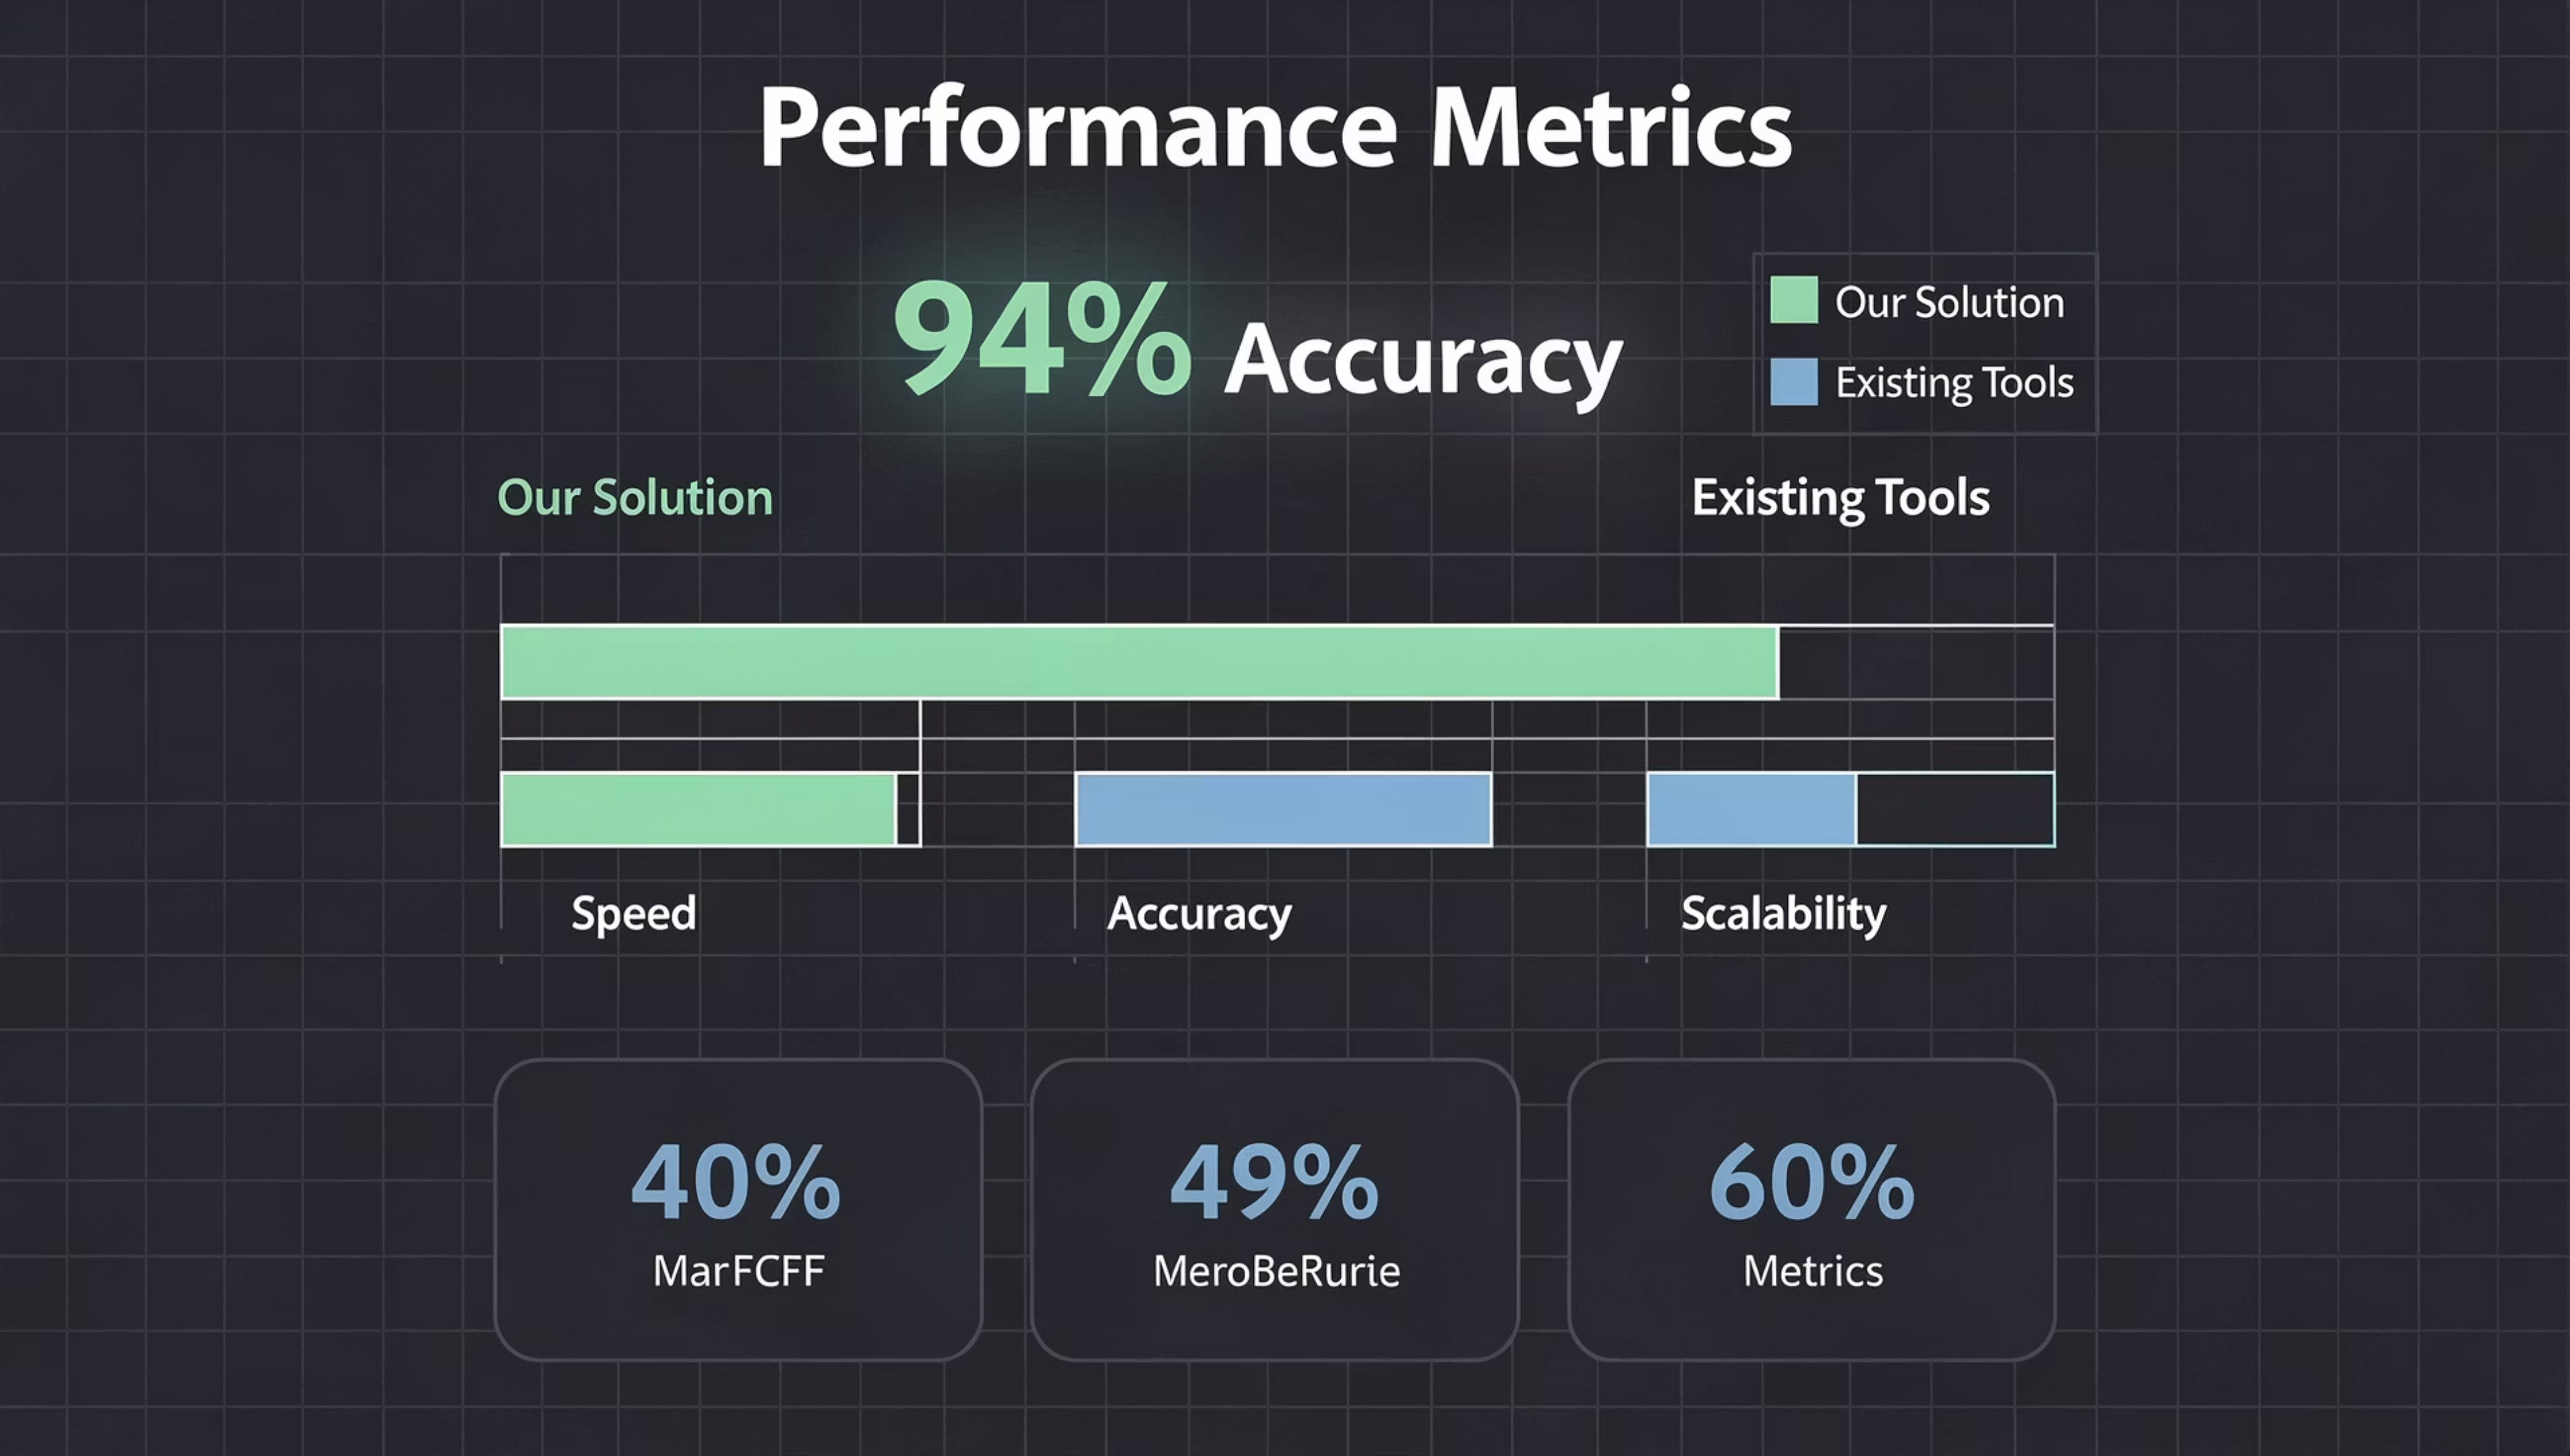 Performance Metrics
94% Accuracy
Our Solution
Existing Tools
Our Solution
Existing Tools
Speed
Accuracy
Scalability
40%
MarFCFF
49%
MeroBeRurie
60%
Metrics